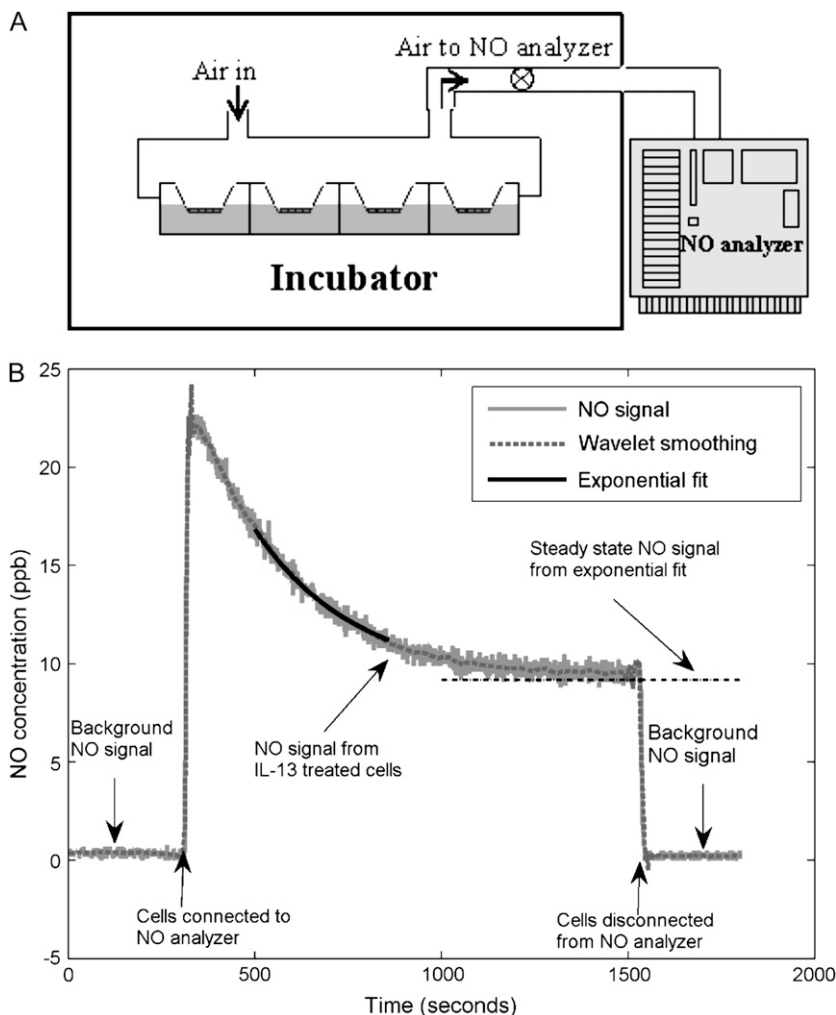 A
Air in
Air to NO analyzer
NO analyzer
Incubator
B
NO signal
Wavelet smoothing
Exponential fit
Steady state NO signal
from exponential fit
Background
NO signal
NO signal from
IL-13 treated cells
Background
NO signal
Cells connected to
NO analyzer
Cells disconnected
from NO analyzer
NO concentration (ppb)
25
20
15
10
5
0
-5
0
500
1000
1500
2000
Time (seconds)